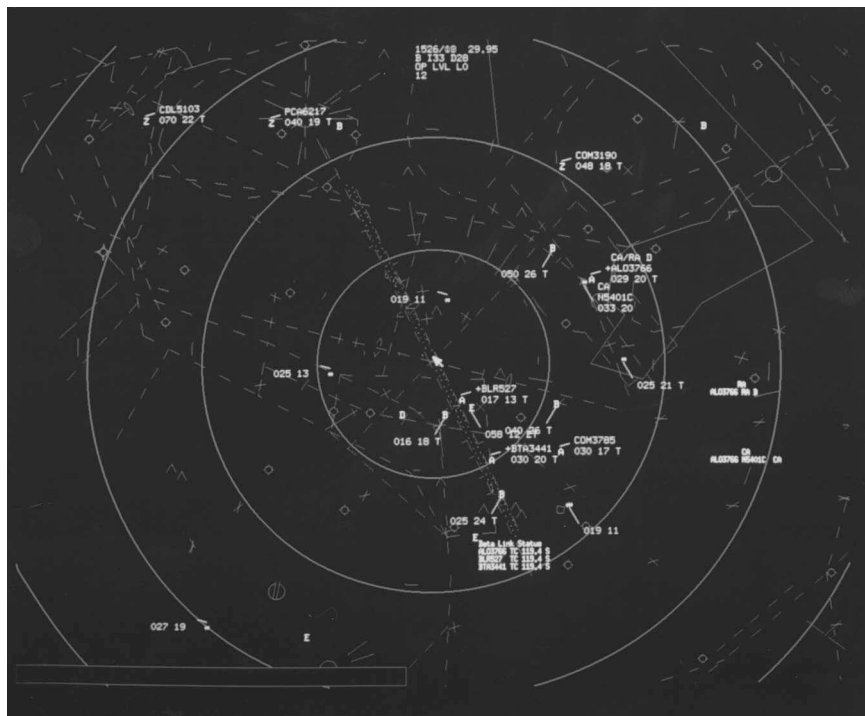 1526/18 29.95
B I33 D28
OP LVL LO
12
CDL5103
Z 070 22 T
PCA6217
Z 040 19 T
B
B
COM3190
Z 048 18 T
B
050 26 T
CA/RA D
+ALO3766
A 029 20 T
CA
N5401C
033 20
019 11
025 13
025 21 T
RA
ALO3766 RA D
+BLR527
A 017 13 T
E
D
B
B
016 18 T
058 12 ET
040 26 T
+BTA3441
A 030 20 T
COM3785
A 030 17 T
CA
ALO3766 N5401C CA
B
025 24 T
019 11
E
Data Link Status
ALO3766 TC 119.4 S
BLR527 TC 119.4 S
BTA3441 TC 119.4 S
027 19
E